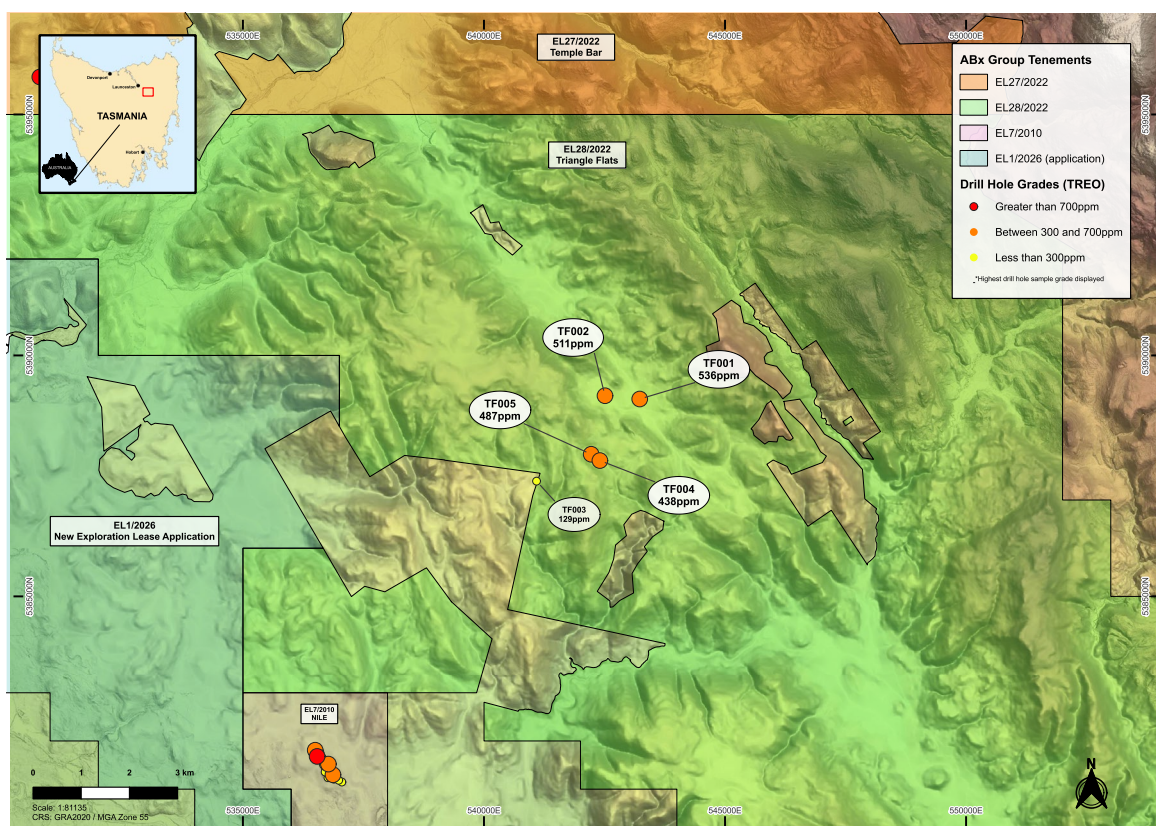 535000E
540000E
545000E
550000E
EL27/2022
Temple Bar
Devonport
Launceston
TASMANIA
Hobart
AUSTRALIA
5395000N
5395000N
EL28/2022
Triangle Flats
ABx Group Tenements
EL27/2022
EL28/2022
EL7/2010
EL1/2026 (application)
Drill Hole Grades (TREO)
Greater than 700ppm
Between 300 and 700ppm
Less than 300ppm
*Highest drill hole sample grade displayed
TF002
511ppm
TF001
536ppm
5390000N
5390000N
TF005
487ppm
TF004
438ppm
TF003
129ppm
EL1/2026
New Exploration Lease Application
5385000N
5385000N
EL7/2010
NILE
0 1 2 3 km
Scale: 1:81135
CRS: GRA2020 / MGA Zone 55
535000E
540000E
545000E
550000E
N